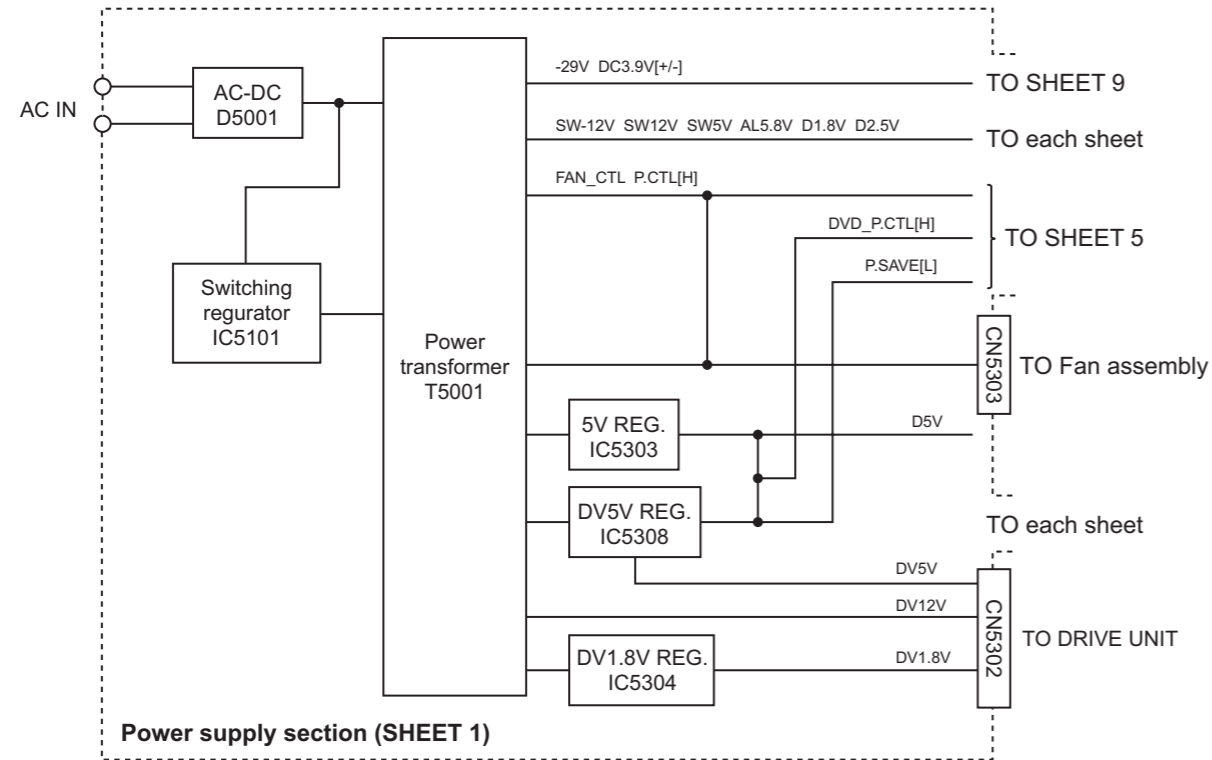 -29V DC3.9V[+/-]
TO SHEET 9
AC IN
AC-DC
D5001
SW-12V SW12V SW5V AL5.8V D1.8V D2.5V
TO each sheet
FAN_CTL P.CTL[H]
DVD_P.CTL[H]
TO SHEET 5
P.SAVE[L]
Switching
regurator
IC5101
Power
transformer
T5001
CN5303
TO Fan assembly
5V REG.
IC5303
D5V
DV5V REG.
IC5308
TO each sheet
DV5V
DV12V
CN5302
TO DRIVE UNIT
DV1.8V REG.
IC5304
DV1.8V
Power supply section (SHEET 1)